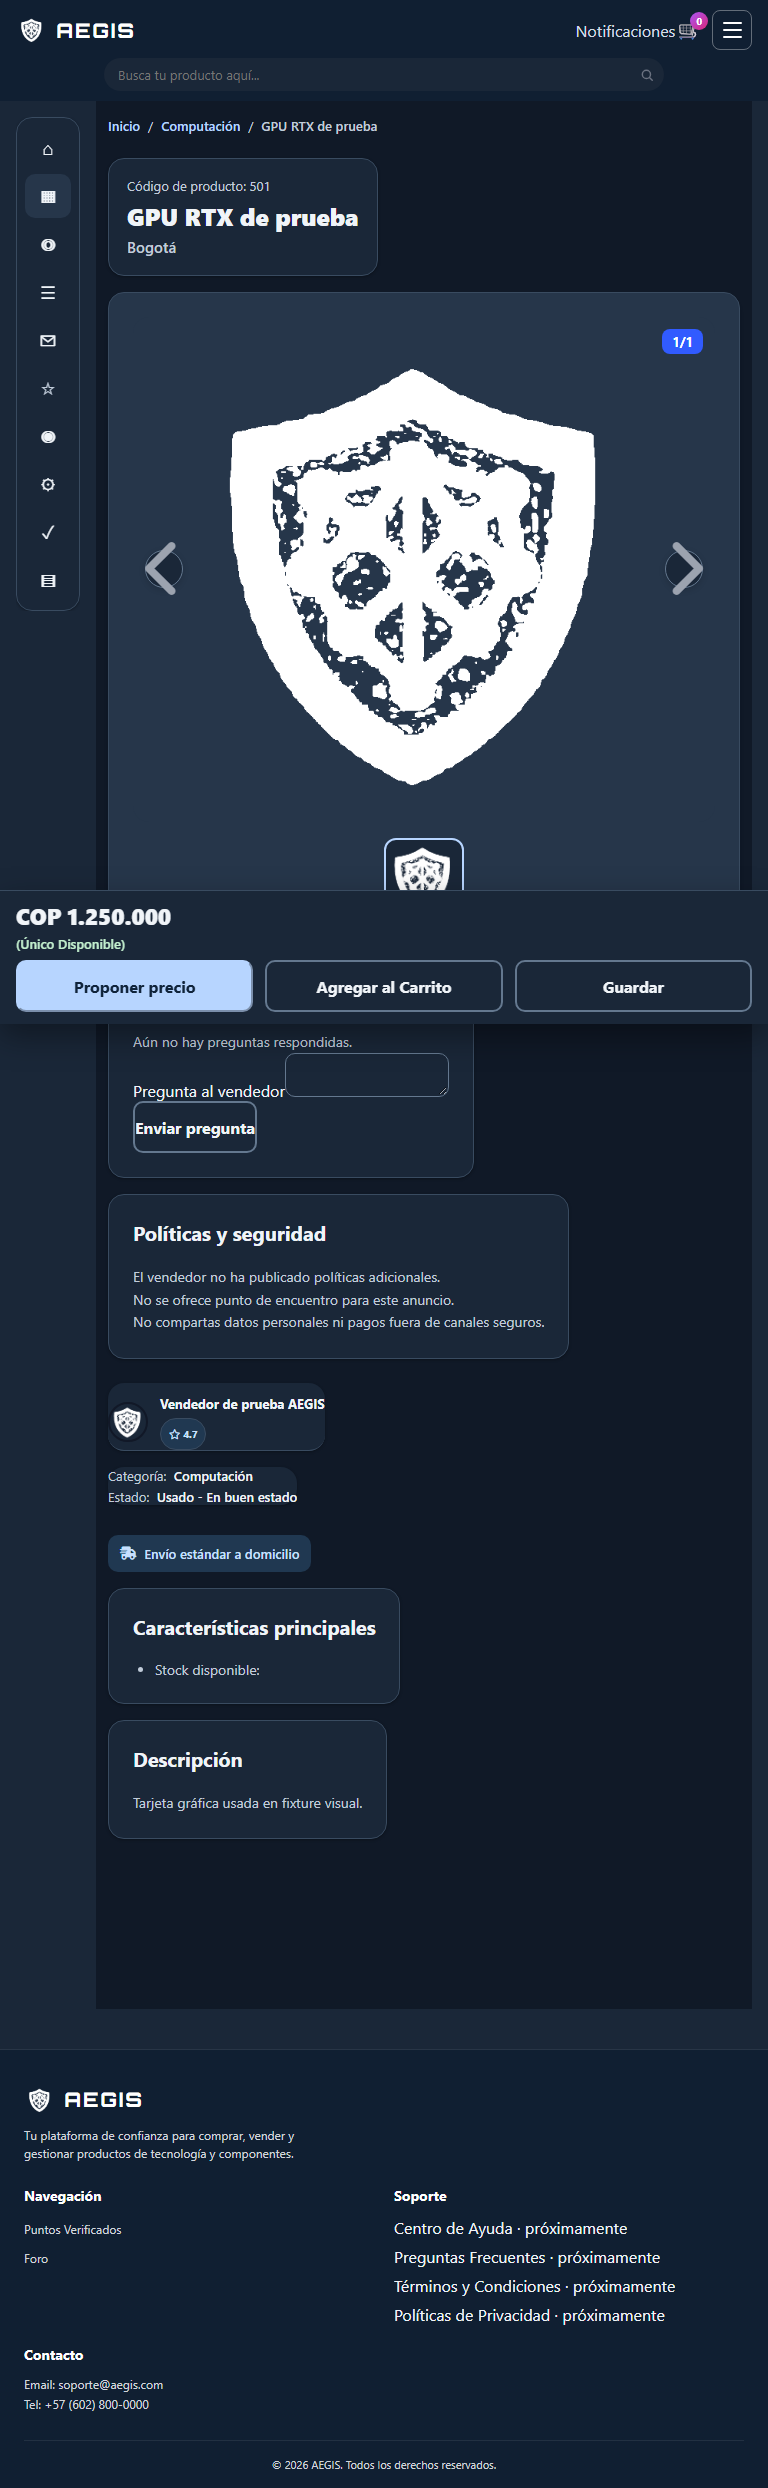 AEGIS
Notificaciones
0
Busca tu producto aquí...
Inicio / Computación / GPU RTX de prueba
Código de producto: 501
GPU RTX de prueba
Bogotá
1/1
COP 1.250.000
(Único Disponible)
Proponer precio
Agregar al Carrito
Guardar
Aún no hay preguntas respondidas.
Pregunta al vendedor
Enviar pregunta
Políticas y seguridad
El vendedor no ha publicado políticas adicionales.
No se ofrece punto de encuentro para este anuncio.
No compartas datos personales ni pagos fuera de canales seguros.
Vendedor de prueba AEGIS
4.7
Categoría: Computación
Estado: Usado - En buen estado
Envío estándar a domicilio
Características principales
• Stock disponible:
Descripción
Tarjeta gráfica usada en fixture visual.
AEGIS
Tu plataforma de confianza para comprar, vender y
gestionar productos de tecnología y componentes.
Navegación
Puntos Verificados
Foro
Soporte
Centro de Ayuda · próximamente
Preguntas Frecuentes · próximamente
Términos y Condiciones · próximamente
Políticas de Privacidad · próximamente
Contacto
Email: soporte@aegis.com
Tel: +57 (602) 800-0000
© 2026 AEGIS. Todos los derechos reservados.